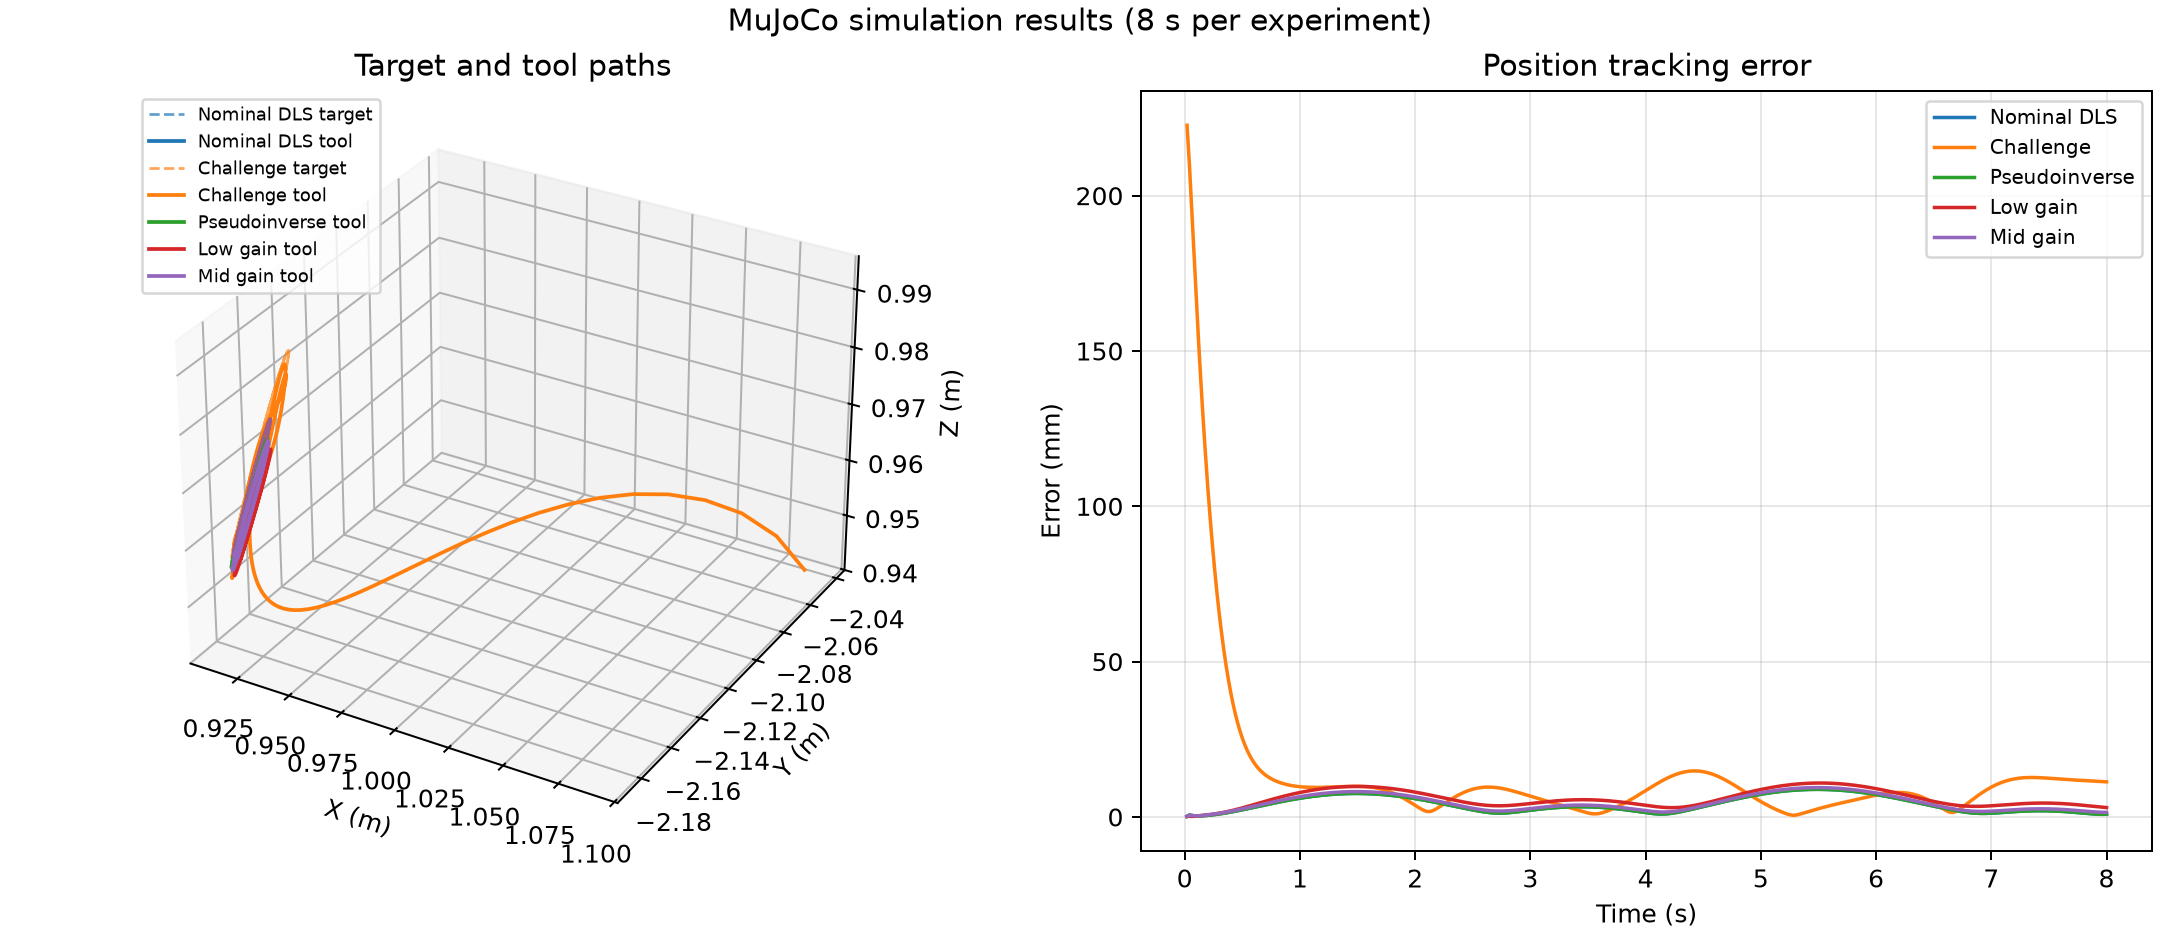 MuJoCo simulation results (8 s per experiment)
Target and tool paths
Nominal DLS target
Nominal DLS tool
Challenge target
Challenge tool
Pseudoinverse tool
Low gain tool
Mid gain tool
0.99
0.98
0.97
0.96
0.95
0.94
Z (m)
−2.04
−2.06
−2.08
−2.10
−2.12
−2.14
−2.16
−2.18
Y (m)
0.925
0.950
0.975
1.000
1.025
1.050
1.075
1.100
X (m)
Position tracking error
Nominal DLS
Challenge
Pseudoinverse
Low gain
Mid gain
200
150
100
50
0
Error (mm)
0 1 2 3 4 5 6 7 8
Time (s)